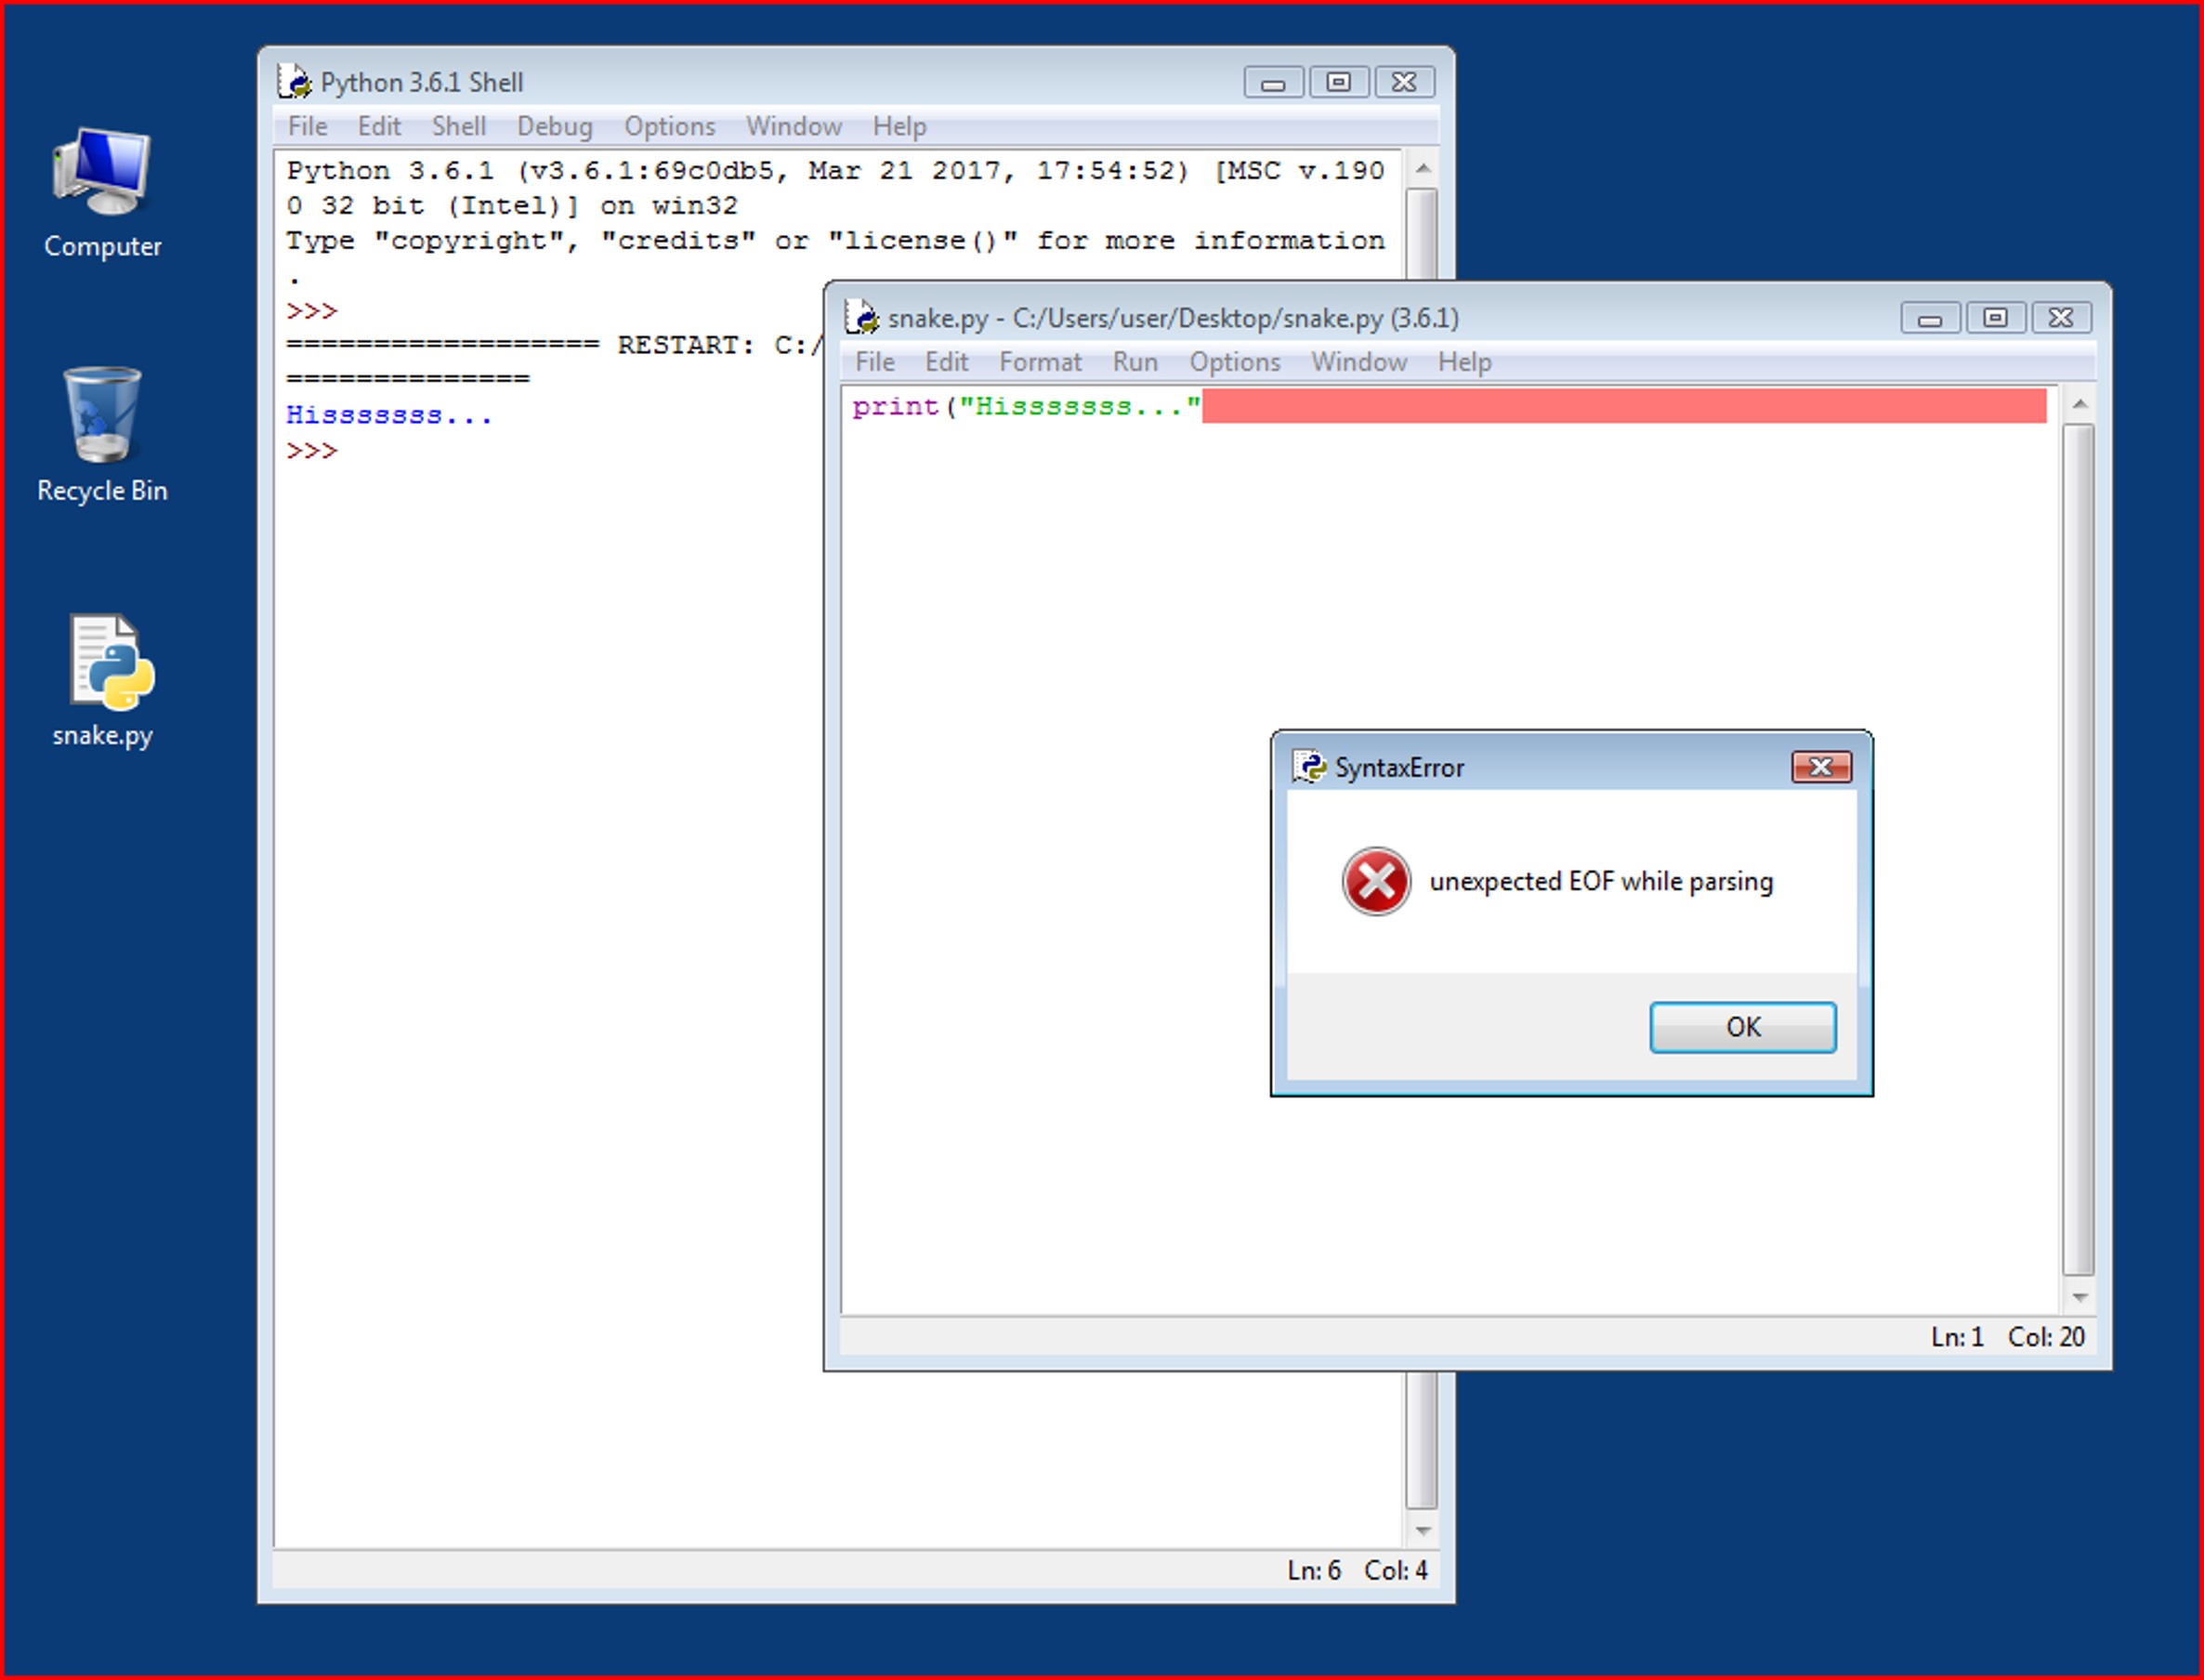 Computer
Recycle Bin
snake.py
Python 3.6.1 Shell
File Edit Shell Debug Options Window Help
Python 3.6.1 (v3.6.1:69c0db5, Mar 21 2017, 17:54:52) [MSC v.190
0 32 bit (Intel)] on win32
Type "copyright", "credits" or "license()" for more information
.
>>>
================== RESTART: C:/
==============
Hisssssss...
>>>
Ln: 6 Col: 4
snake.py - C:/Users/user/Desktop/snake.py (3.6.1)
File Edit Format Run Options Window Help
print("Hisssssss..."
Ln: 1 Col: 20
SyntaxError
unexpected EOF while parsing
OK